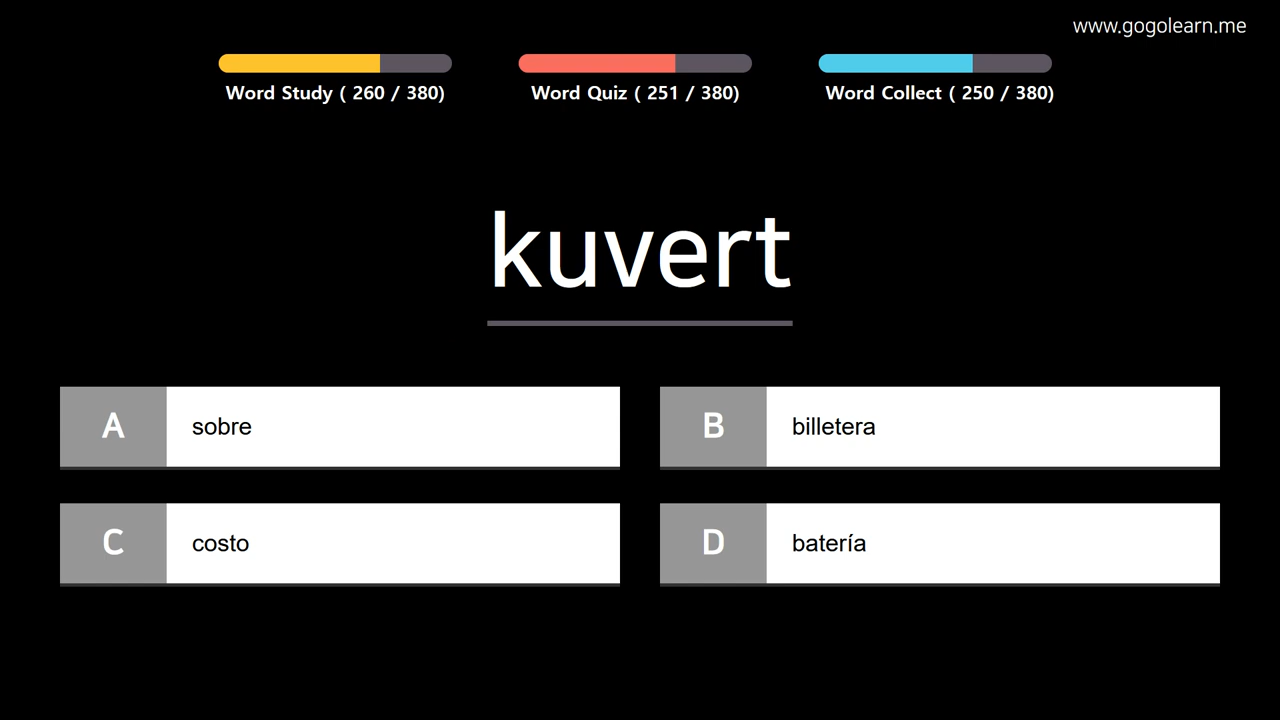 www.gogolearn.me
Word Study ( 260 / 380)
Word Quiz ( 251 / 380)
Word Collect ( 250 / 380)
kuvert
A sobre
B billetera
C costo
D batería